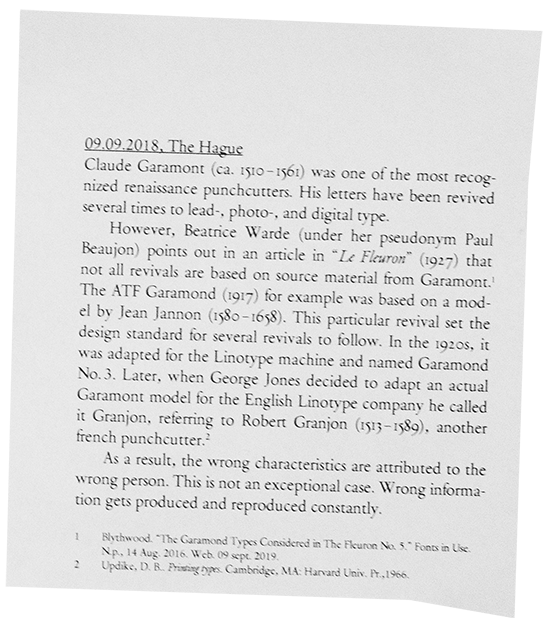 09.09.2018, The Hague
Claude Garamont (ca. 1510–1561) was one of the most recog-
nized renaissance punchcutters. His letters have been revived
several times to lead-, photo-, and digital type.
However, Beatrice Warde (under her pseudonym Paul
Beaujon) points out in an article in “Le Fleuron” (1927) that
not all revivals are based on source material from Garamont.¹
The ATF Garamond (1917) for example was based on a mod-
el by Jean Jannon (1580–1658). This particular revival set the
design standard for several revivals to follow. In the 1920s, it
was adapted for the Linotype machine and named Garamond
No. 3. Later, when George Jones decided to adapt an actual
Garamont model for the English Linotype company he called
it Granjon, referring to Robert Granjon (1513–1589), another
french punchcutter.²
As a result, the wrong characteristics are attributed to the
wrong person. This is not an exceptional case. Wrong informa-
tion gets produced and reproduced constantly.
1 Blythwood. “The Garamond Types Considered in The Fleuron No. 5.” Fonts in Use.
N.p., 14 Aug. 2016. Web. 09 sept. 2019.
2 Updike, D. B.. Printing types. Cambridge, MA: Harvard Univ. Pr.,1966.